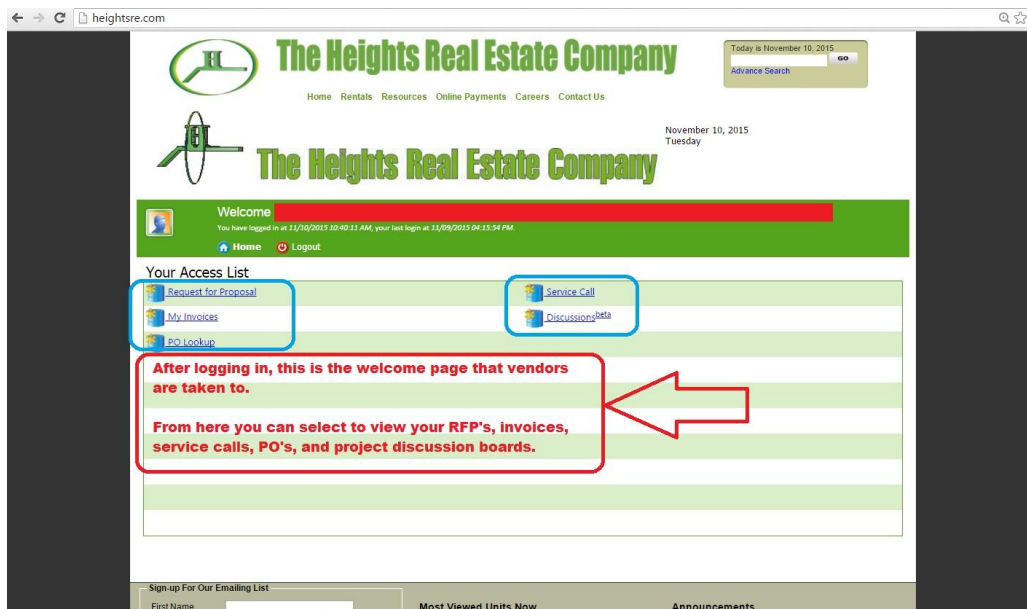 heightsre.com
The Heights Real Estate Company
Today is November 10, 2015
GO
Advance Search
Home Rentals Resources Online Payments Careers Contact Us
November 10, 2015
Tuesday
The Heights Real Estate Company
Welcome
You have logged in at 11/10/2015 10:40:11 AM, your last login at 11/09/2015 04:15:54 PM.
Home Logout
Your Access List
Request for Proposal
Service Call
My Invoices
Discussions beta
PO Lookup
After logging in, this is the welcome page that vendors
are taken to.
From here you can select to view your RFP's, invoices,
service calls, PO's, and project discussion boards.
Sign-up For Our Emailing List
First Name
Most Viewed Units Now
Announcements